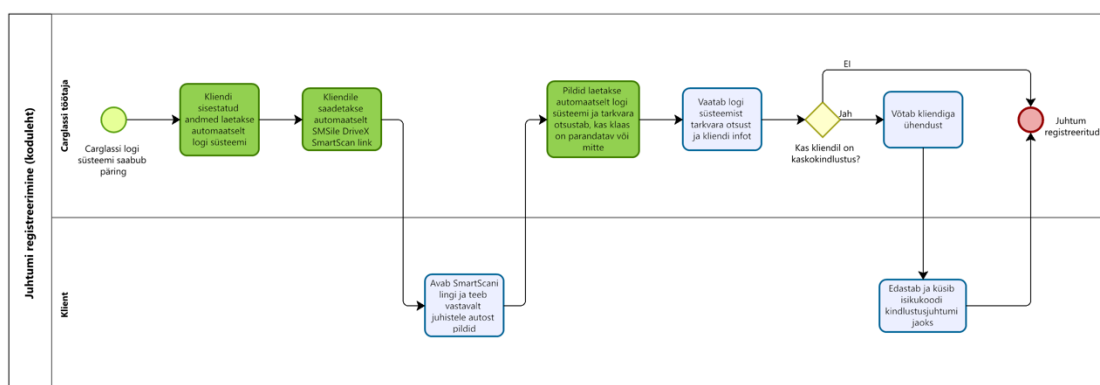 Juhtumi registreerimine (koduleht)
Carglassi töötaja
Carglassi logi
süsteemi saabub
päring
Kliendi
sisestatud
andmed laetakse
automaatselt
logi süsteemi
Kliendile
saadetakse
automaatselt
SMSile DriveX
SmartScan link
Pildid laetakse
automaatselt logi
süsteemi ja tarkvara
otsustab, kas klaas
on parandatav või
mitte
Vaatab logi
süsteemist
tarkvara otsust
ja kliendi infot
EI
Jah
Kas kliendil on
kaskokindlustus?
Võtab kliendiga
ühendust
Juhtum
registreeritud
Klient
Avab SmartScani
lingi ja teeb
vastavalt
juhistele autost
pildid
Edastab ja küsib
isikukoodi
kindlustusjuhtumi
jaoks